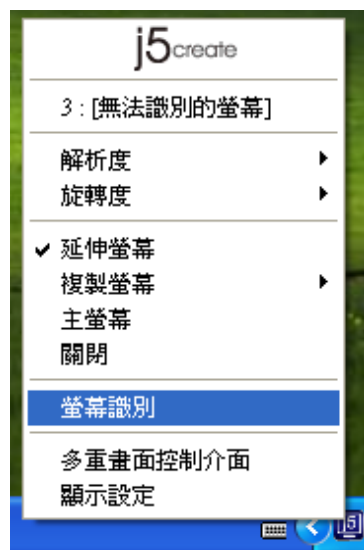 j5create
3 : [無法識別的螢幕]
解析度
旋轉度
延伸螢幕
複製螢幕
主螢幕
關閉
螢幕識別
多重畫面控制介面
顯示設定
j5